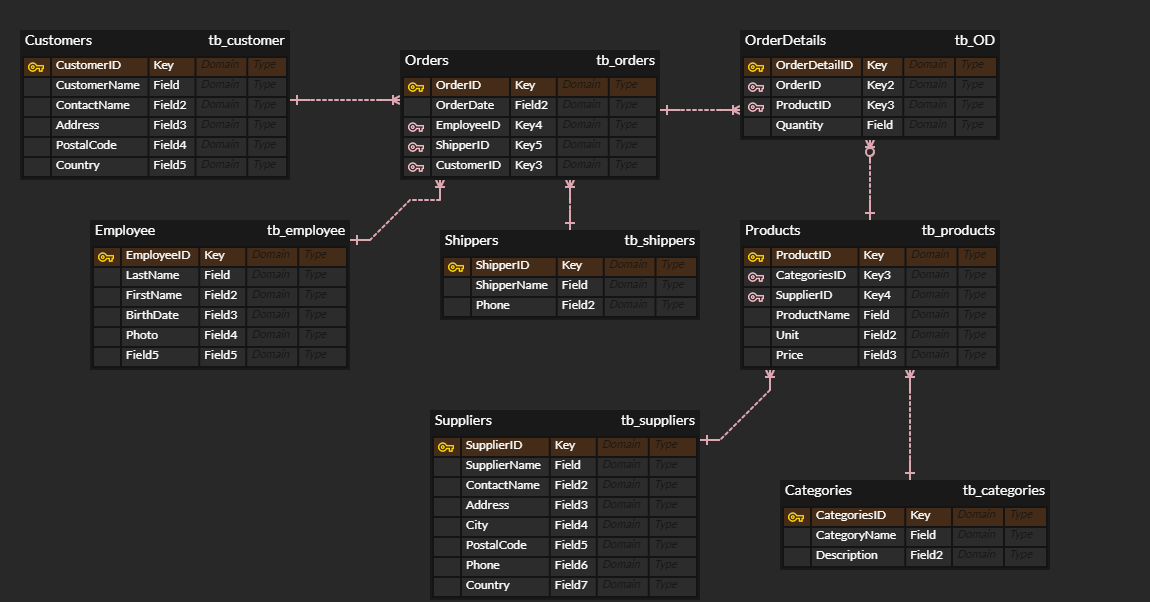 Customers tb_customer
CustomerID Key Domain Type
CustomerName Field Domain Type
ContactName Field2 Domain Type
Address Field3 Domain Type
PostalCode Field4 Domain Type
Country Field5 Domain Type
Orders tb_orders
OrderID Key Domain Type
OrderDate Field2 Domain Type
EmployeeID Key4 Domain Type
ShipperID Key5 Domain Type
CustomerID Key3 Domain Type
OrderDetails tb_OD
OrderDetailID Key Domain Type
OrderID Key2 Domain Type
ProductID Key3 Domain Type
Quantity Field Domain Type
Employee tb_employee
EmployeeID Key Domain Type
LastName Field Domain Type
FirstName Field2 Domain Type
BirthDate Field3 Domain Type
Photo Field4 Domain Type
Field5 Field5 Domain Type
Shippers tb_shippers
ShipperID Key Domain Type
ShipperName Field Domain Type
Phone Field2 Domain Type
Products tb_products
ProductID Key Domain Type
CategoriesID Key3 Domain Type
SupplierID Key4 Domain Type
ProductName Field Domain Type
Unit Field2 Domain Type
Price Field3 Domain Type
Suppliers tb_suppliers
SupplierID Key Domain Type
SupplierName Field Domain Type
ContactName Field2 Domain Type
Address Field3 Domain Type
City Field4 Domain Type
PostalCode Field5 Domain Type
Phone Field6 Domain Type
Country Field7 Domain Type
Categories tb_categories
CategoriesID Key Domain Type
CategoryName Field Domain Type
Description Field2 Domain Type